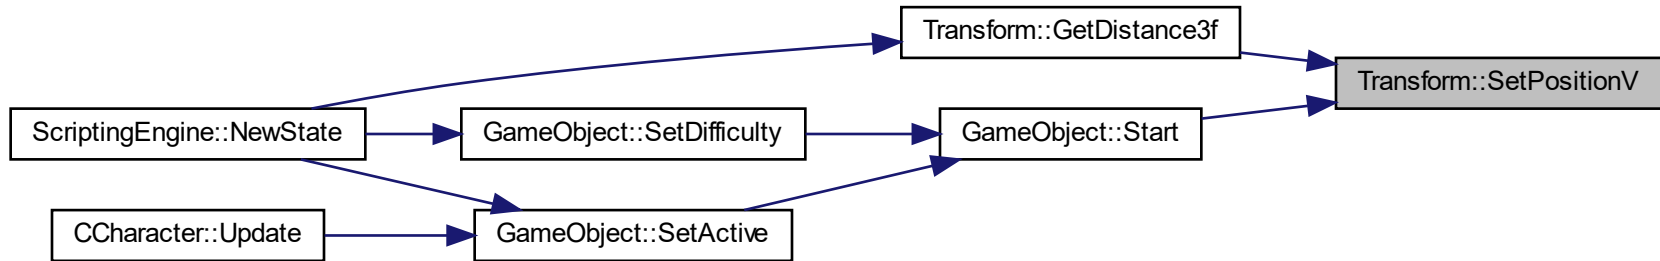 Transform::GetDistance3f
Transform::SetPositionV
ScriptingEngine::NewState
GameObject::SetDifficulty
GameObject::Start
CCharacter::Update
GameObject::SetActive